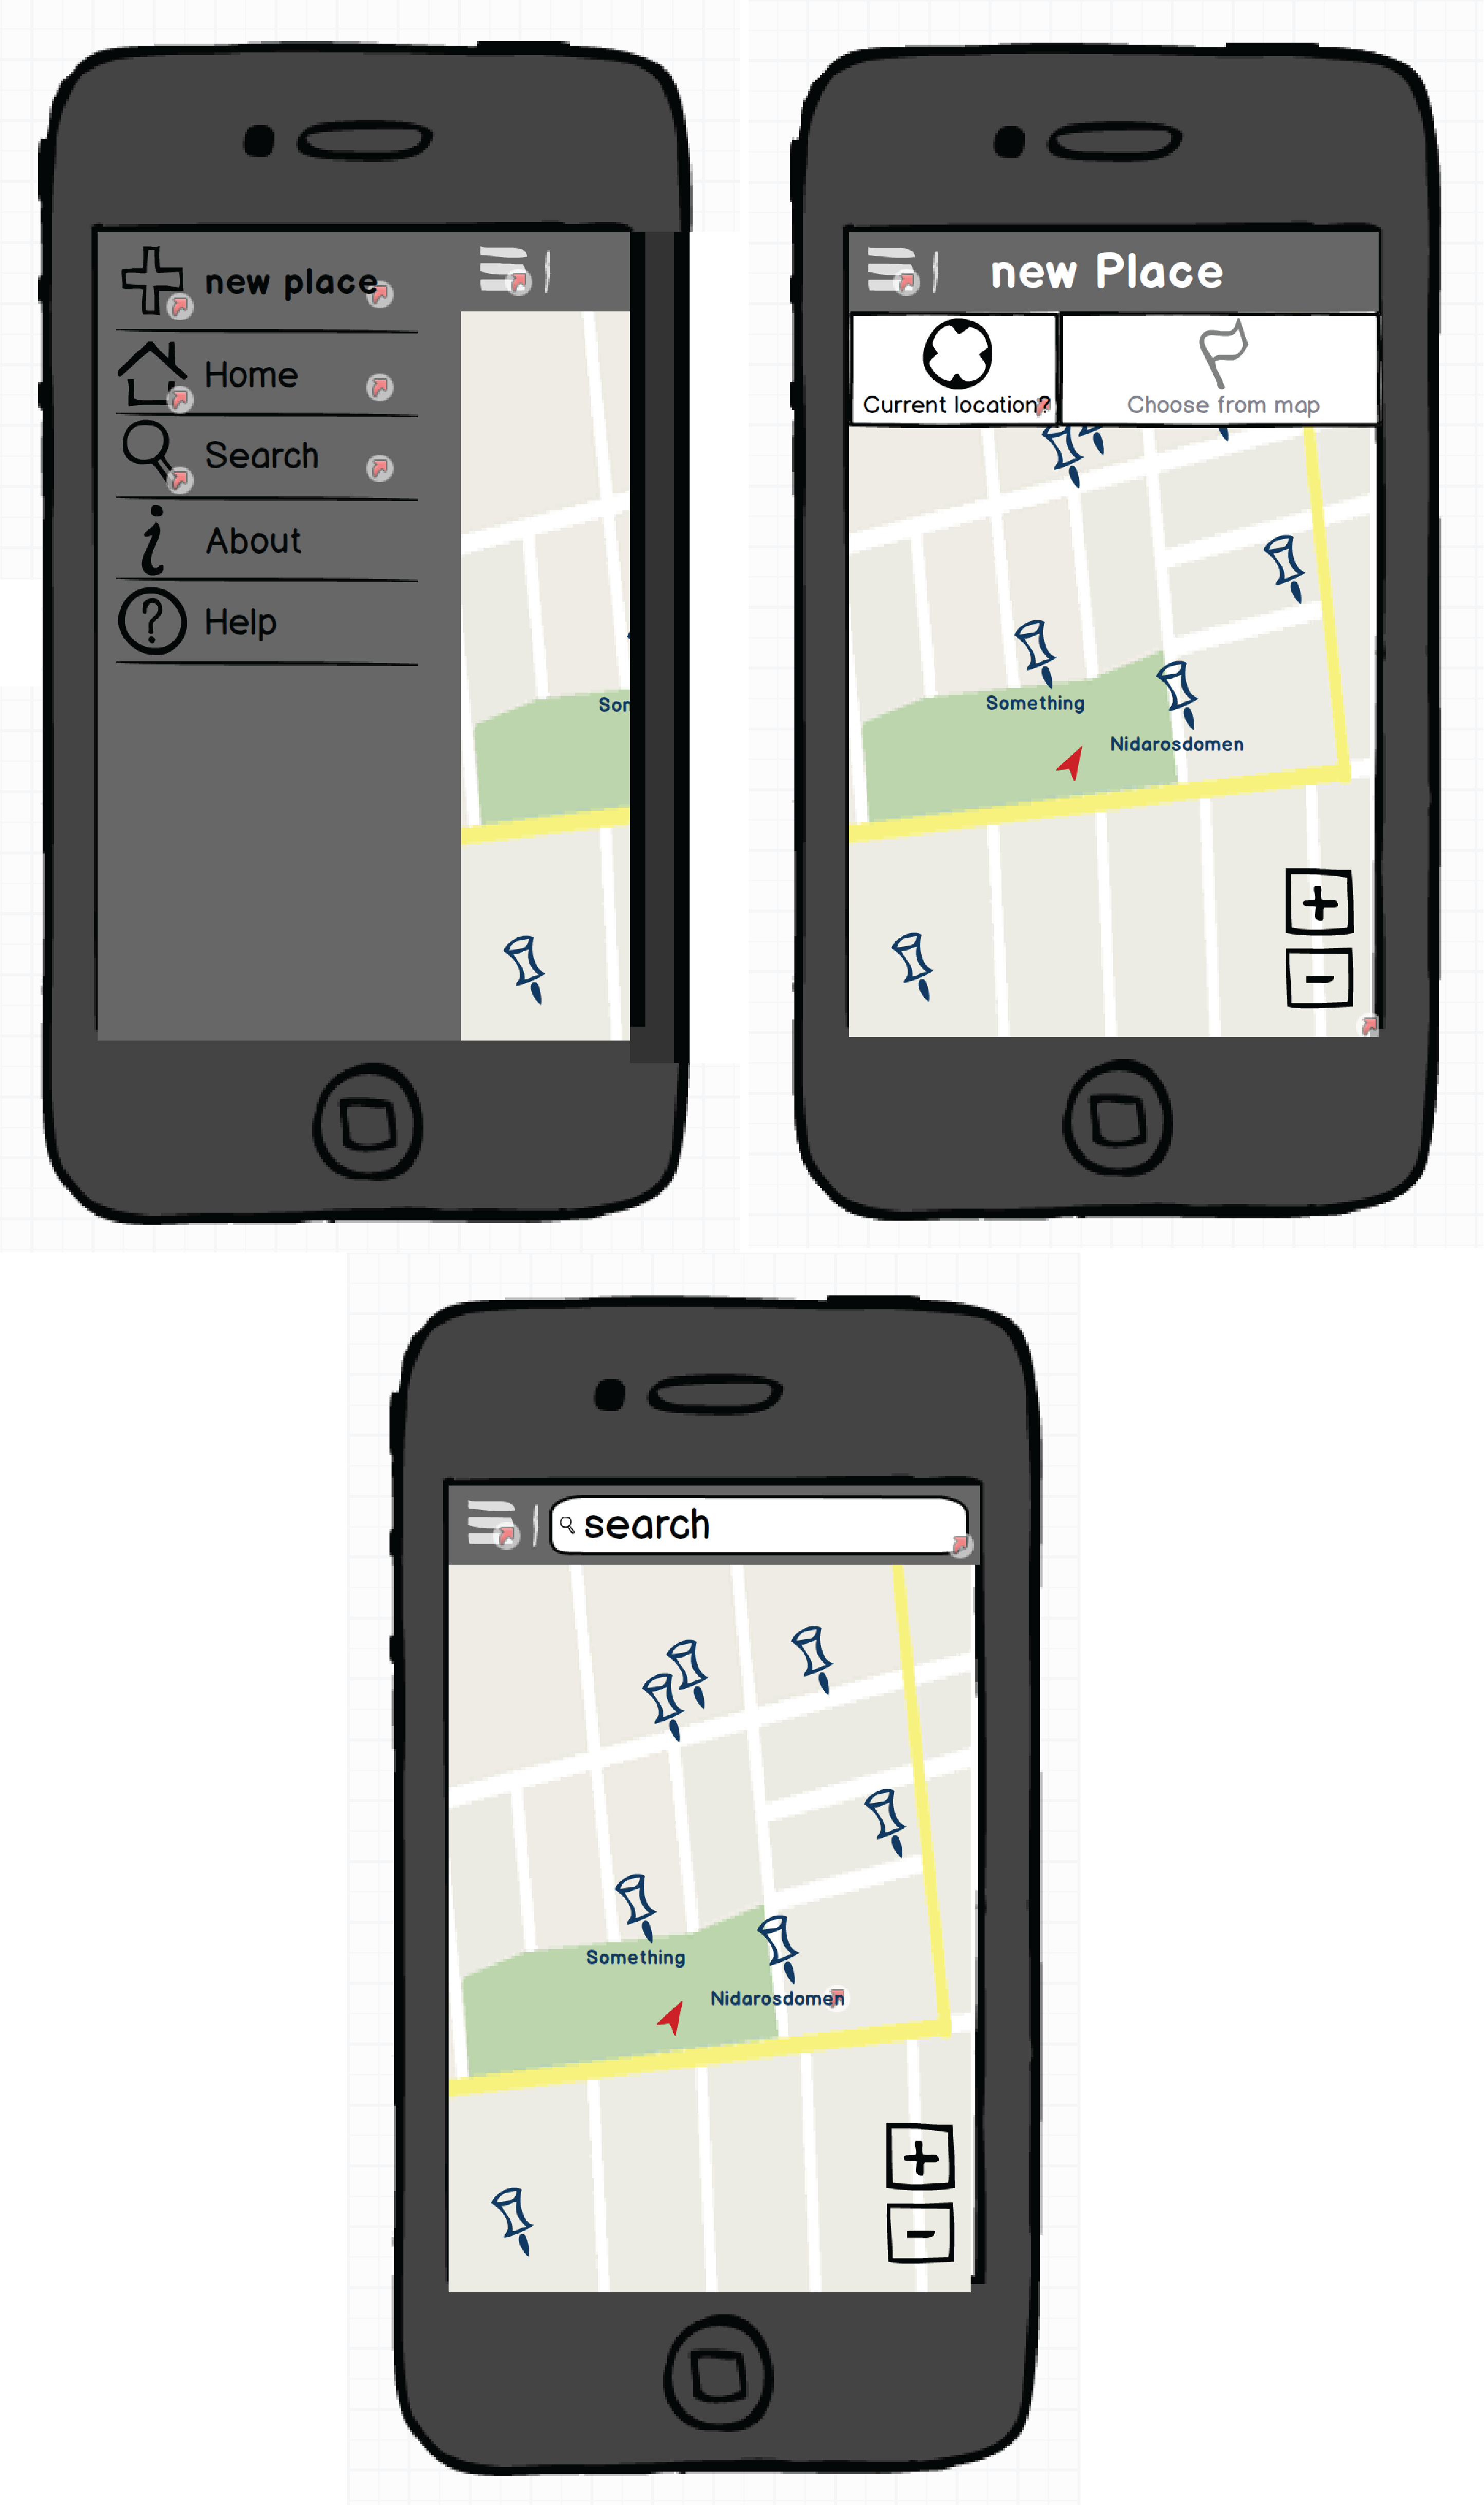 new place
Home
Search
About
Help
Son
new Place
Current location?
Choose from map
Something
Nidarosdomen
+
-
search
Something
Nidarosdomen
+
-